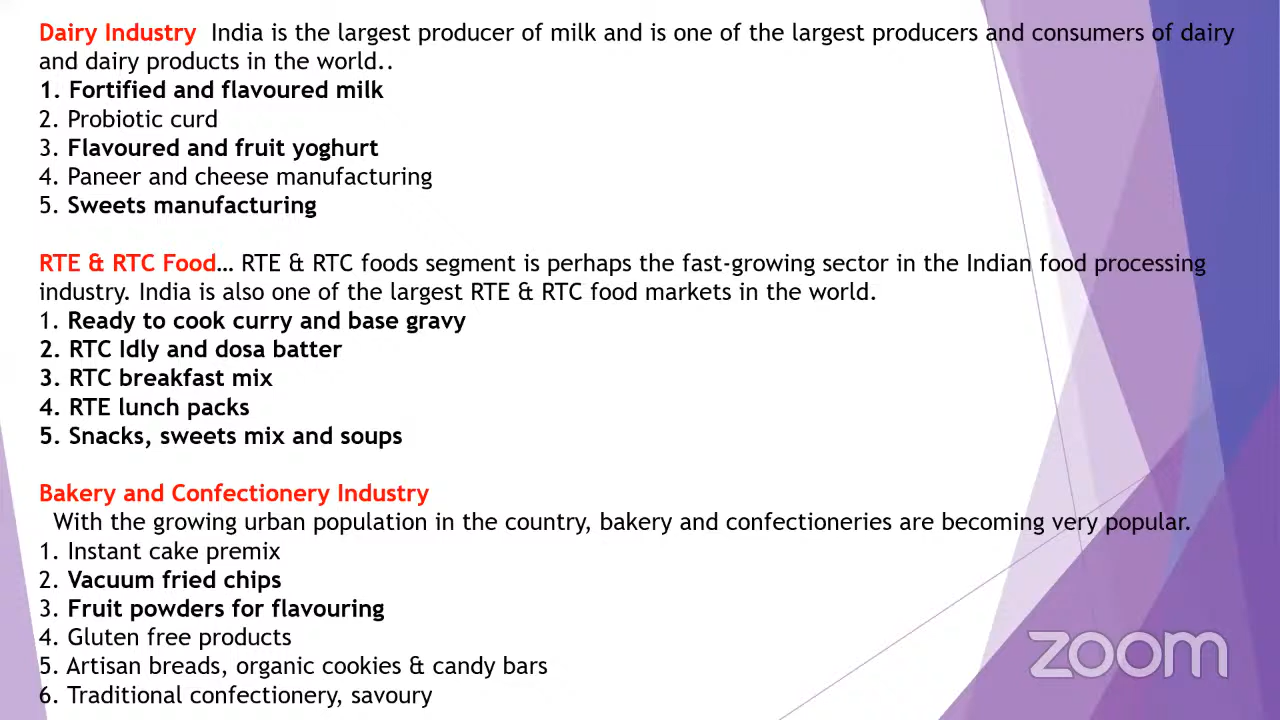 Dairy Industry  India is the largest producer of milk and is one of the largest producers and consumers of dairy
and dairy products in the world..
1. Fortified and flavoured milk
2. Probiotic curd
3. Flavoured and fruit yoghurt
4. Paneer and cheese manufacturing
5. Sweets manufacturing
RTE & RTC Food… RTE & RTC foods segment is perhaps the fast-growing sector in the Indian food processing
industry. India is also one of the largest RTE & RTC food markets in the world.
1. Ready to cook curry and base gravy
2. RTC Idly and dosa batter
3. RTC breakfast mix
4. RTE lunch packs
5. Snacks, sweets mix and soups
Bakery and Confectionery Industry
With the growing urban population in the country, bakery and confectioneries are becoming very popular.
1. Instant cake premix
2. Vacuum fried chips
3. Fruit powders for flavouring
4. Gluten free products
5. Artisan breads, organic cookies & candy bars
6. Traditional confectionery, savoury
zoom